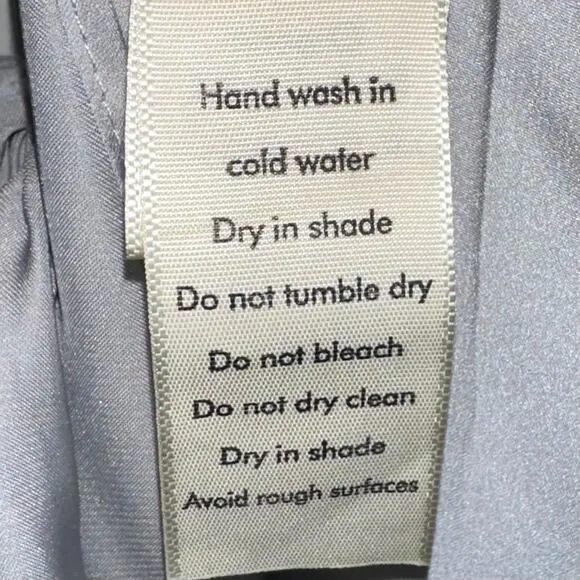 Hand wash in
cold water
Dry in shade
Do not tumble dry
Do not bleach
Do not dry clean
Dry in shade
Avoid rough surfaces